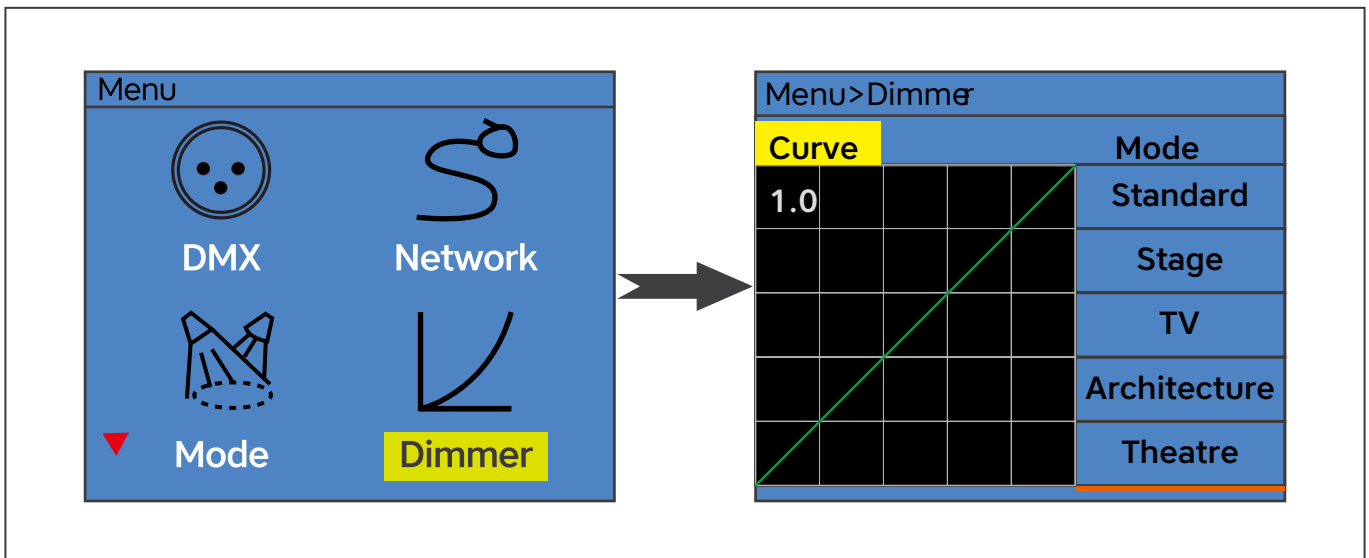 Menu
DMX
Network
Mode
Dimmer
Menu>Dimmer
Curve
Mode
1.0
Standard
Stage
TV
Architecture
Theatre